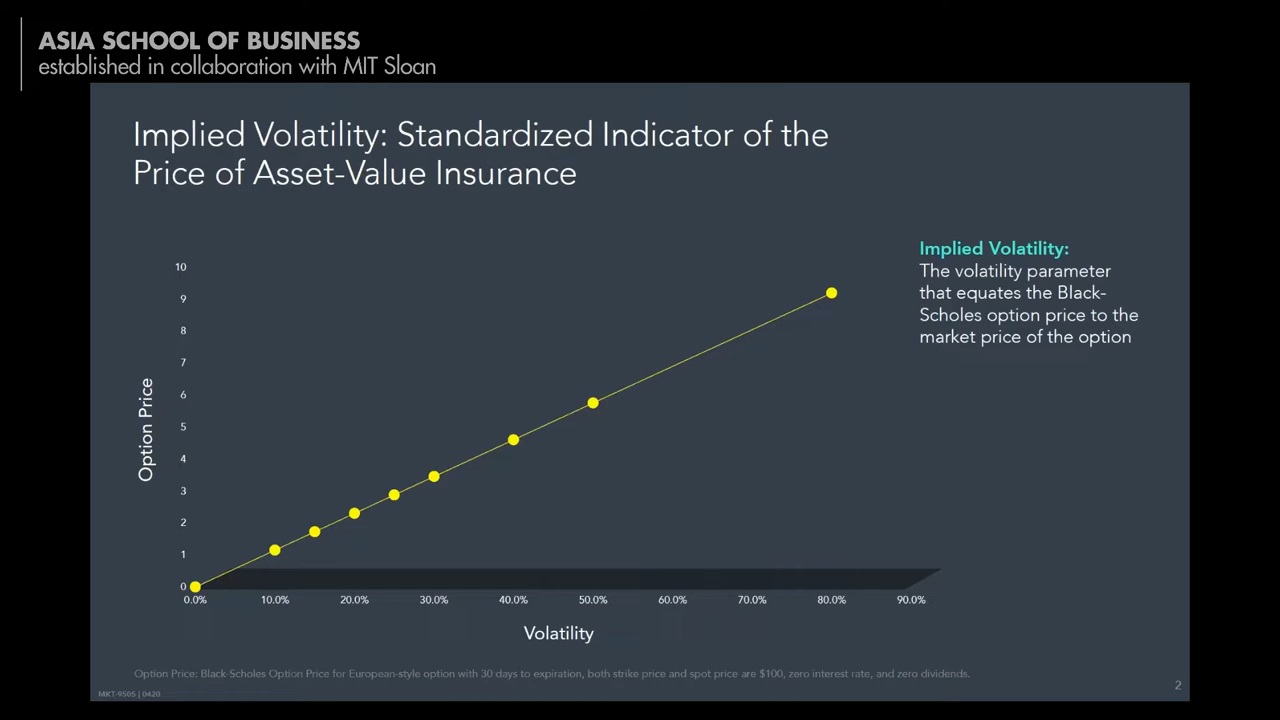 ASIA SCHOOL OF BUSINESS
established in collaboration with MIT Sloan
Implied Volatility: Standardized Indicator of the
Price of Asset-Value Insurance
Implied Volatility:
The volatility parameter
that equates the Black-
Scholes option price to the
market price of the option
10
9
8
7
6
5
4
3
2
1
0
Option Price
0.0% 10.0% 20.0% 30.0% 40.0% 50.0% 60.0% 70.0% 80.0% 90.0%
Volatility
Option Price: Black-Scholes Option Price for European-style option with 30 days to expiration, both strike price and spot price are $100, zero interest rate, and zero dividends.
MKT-9505 | 0420
2